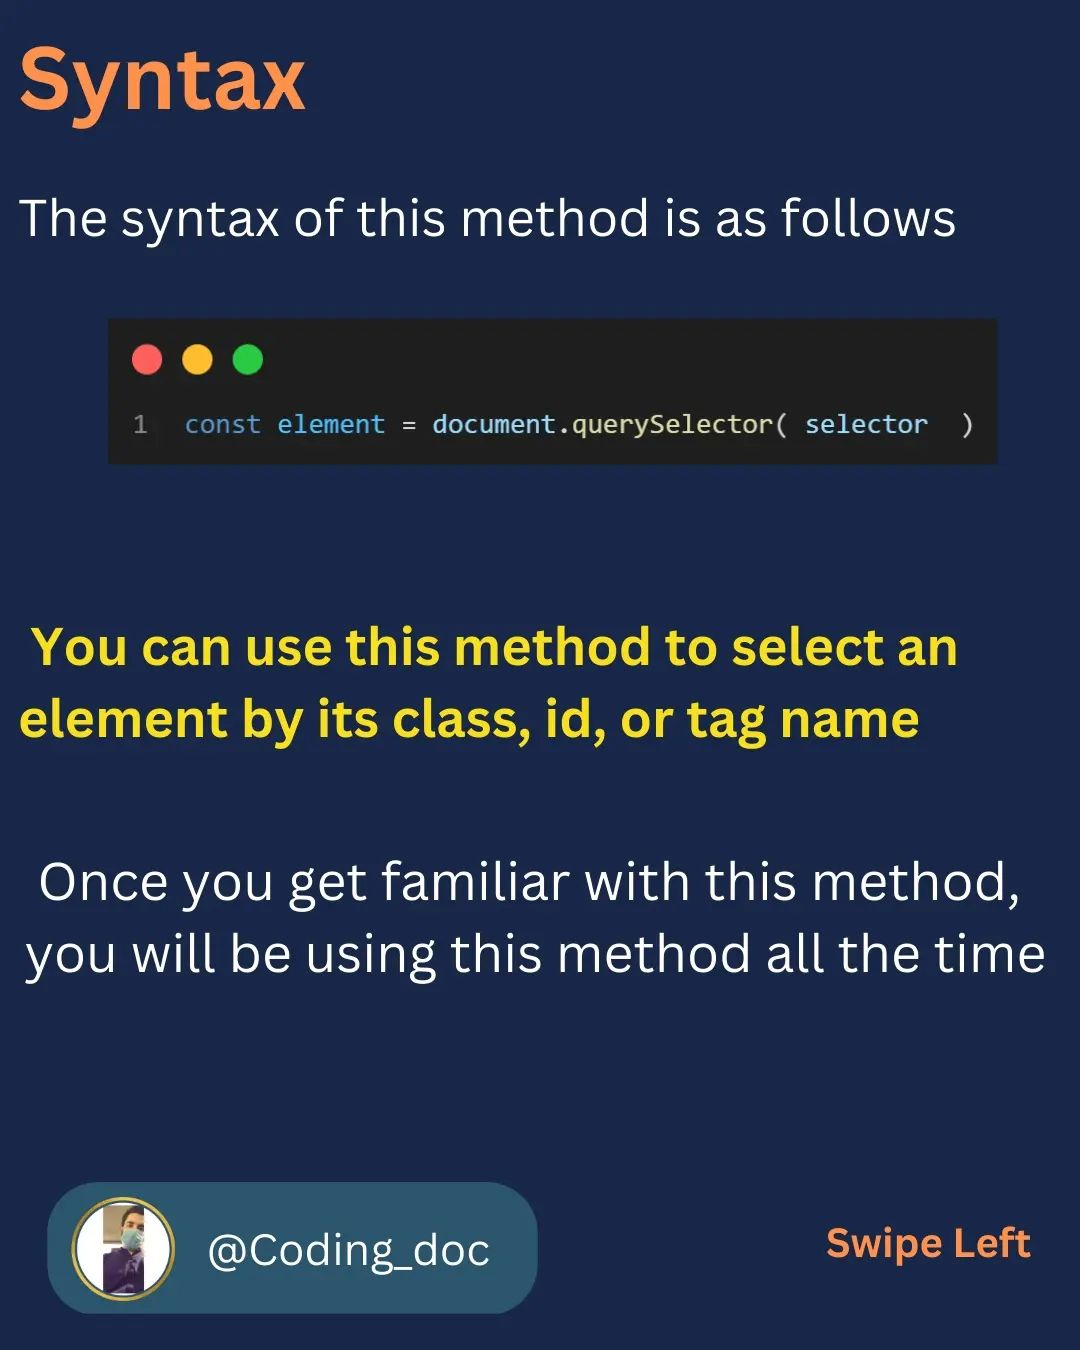 Syntax
The syntax of this method is as follows
1 const element = document.querySelector( selector  )
You can use this method to select an
element by its class, id, or tag name
Once you get familiar with this method,
you will be using this method all the time
@Coding_doc
Swipe Left